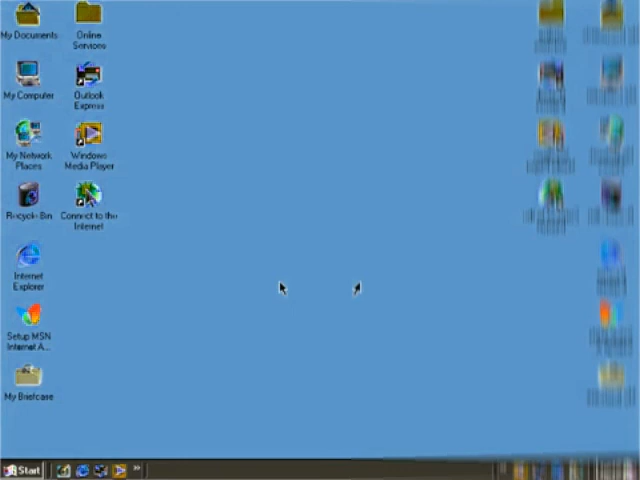 My Documents
Online
Services
My Computer
Outlook
Express
My Network
Places
Windows
Media Player
Recycle Bin
Connect to the
Internet
Internet
Explorer
Setup MSN
Internet A...
My Briefcase
Start